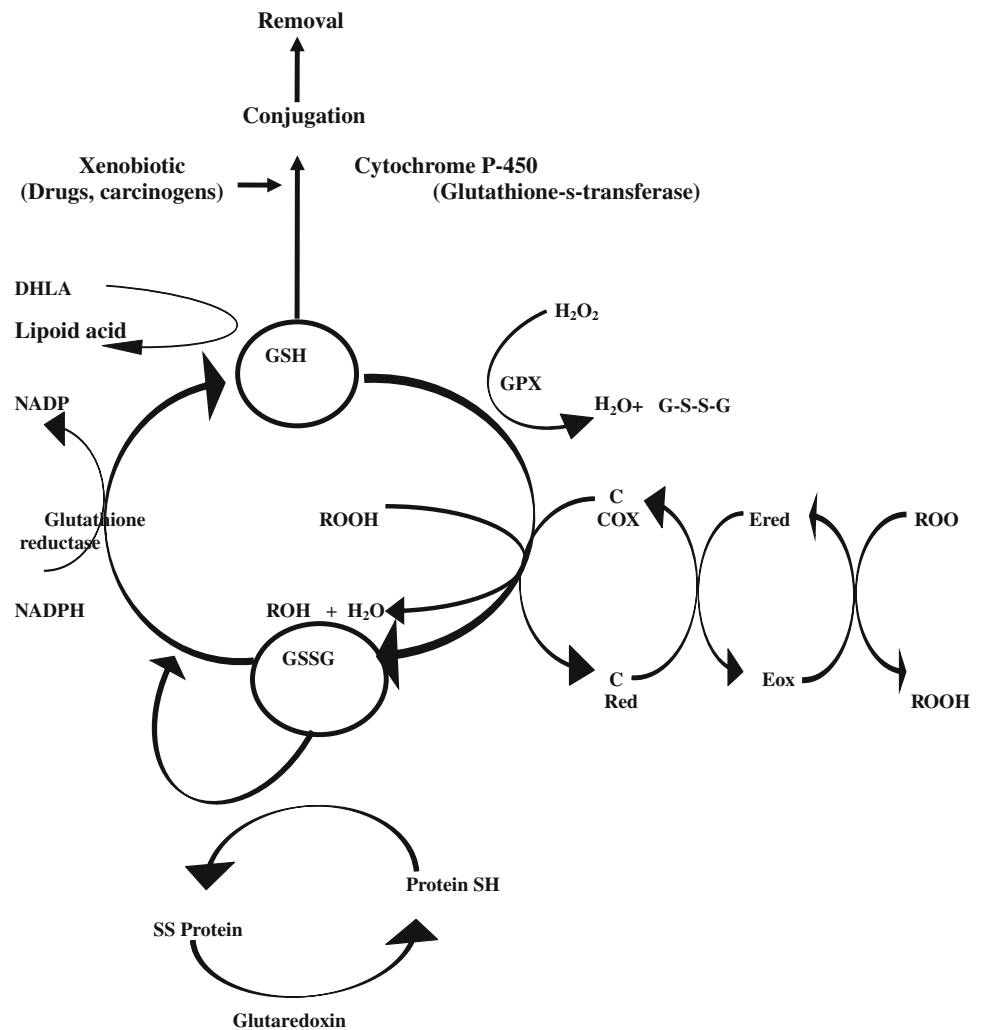 Removal
Conjugation
Xenobiotic
(Drugs, carcinogens)
Cytochrome P-450
(Glutathione-s-transferase)
DHLA
Lipoid acid
GSH
H₂O₂
GPX
NADP
H₂O+ G-S-S-G
Glutathione
reductase
NADPH
ROOH
ROH + H₂O
GSSG
C
COX
Ered
ROO
C
Red
Eox
ROOH
Protein SH
SS Protein
Glutaredoxin